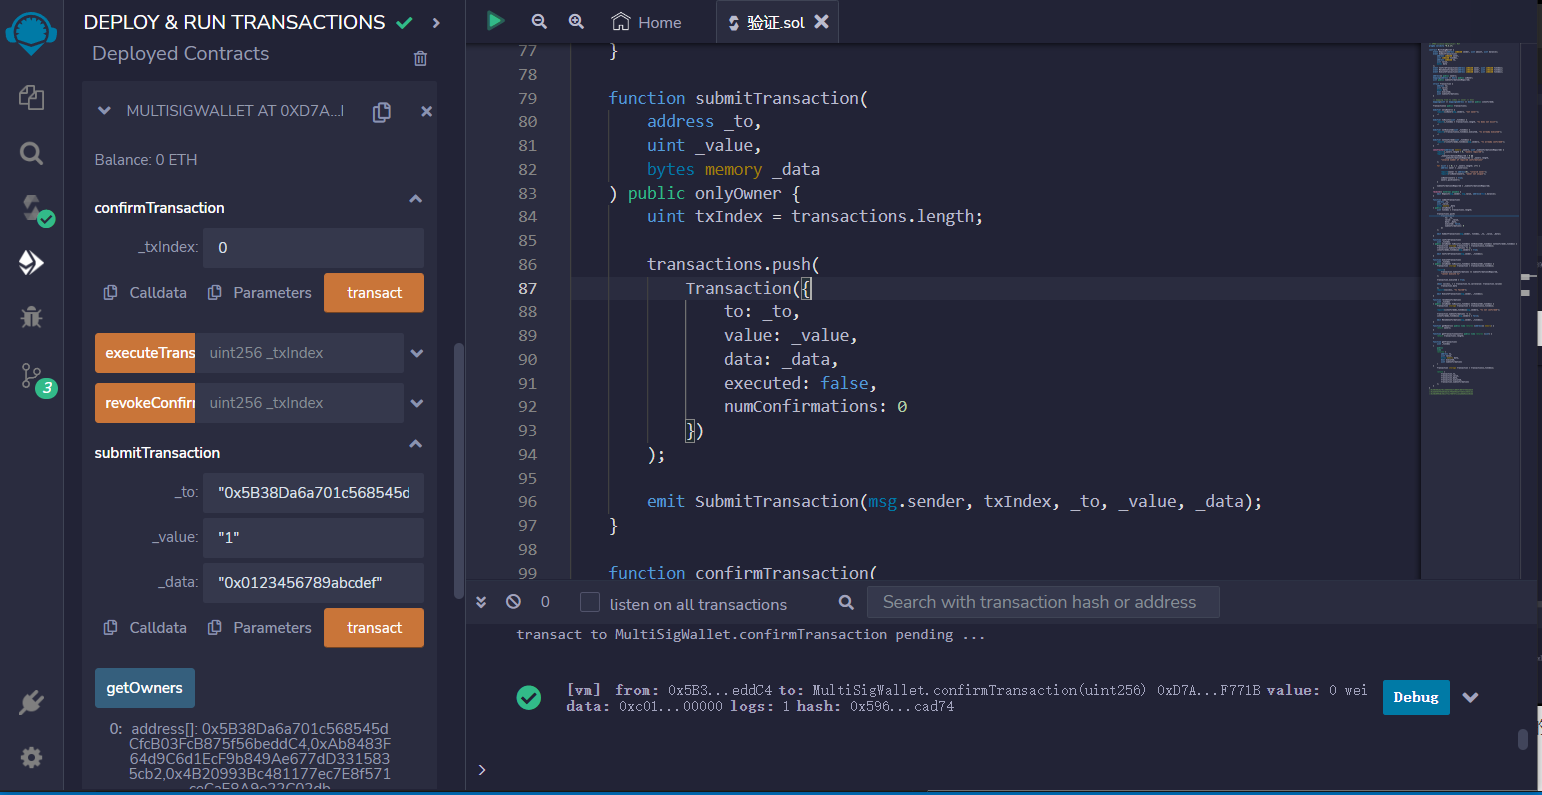 DEPLOY & RUN TRANSACTIONS
Deployed Contracts
MULTISIGWALLET AT 0XD7A...
Balance: 0 ETH
confirmTransaction
_txIndex: 0
Calldata Parameters transact
executeTrans uint256 _txIndex
revokeConfirm uint256 _txIndex
3
submitTransaction
_to: "0x5B38Da6a701c568545d
_value: "1"
_data: "0x0123456789abcdef"
Calldata Parameters transact
getOwners
0: address[]: 0x5B38Da6a701c568545d
CfcB03FcB875f56beddC4,0xAb8483F
64d9C6d1EcF9b849Ae677dD331583
5cb2,0x4B20993Bc481177ec7E8f571
Home 验证.sol
77 }
78
79 function submitTransaction(
80 address _to,
81 uint _value,
82 bytes memory _data
83 ) public onlyOwner {
84 uint txIndex = transactions.length;
85
86 transactions.push(
87 Transaction({
88 to: _to,
89 value: _value,
90 data: _data,
91 executed: false,
92 numConfirmations: 0
93 })
94 );
95
96 emit SubmitTransaction(msg.sender, txIndex, _to, _value, _data);
97 }
98
99 function confirmTransaction(
0 listen on all transactions Search with transaction hash or address
transact to MultiSigWallet.confirmTransaction pending ...
[vm] from: 0x5B3...eddC4 to: MultiSigWallet.confirmTransaction(uint256) 0xD7A...F771B value: 0 wei
data: 0xc01...00000 logs: 1 hash: 0x596...cad74
Debug
>